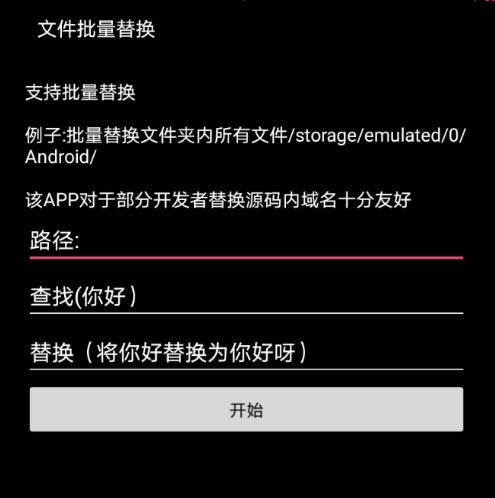 文件批量替换
支持批量替换
例子:批量替换文件夹内所有文件/storage/emulated/0/
Android/
该APP对于部分开发者替换源码内域名十分友好
路径:
查找(你好）
替换（将你好替换为你好呀）
开始